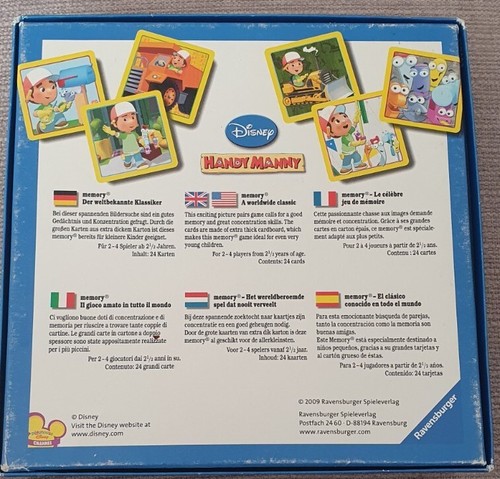 Disney
HANDY MANNY
memory®
Der weltbekannte Klassiker
Bei dieser spannenden Bildersuche sind ein gutes
Gedächtnis und Konzentration gefragt. Durch die
großen Karten aus extra dickem Karton ist dieses
memory® bereits für kleinere Kinder geeignet.
Für 2–4 Spieler ab 2½ Jahren.
Inhalt: 24 Karten
memory®
A worldwide classic
This exciting picture pairs game calls for a good
memory and great concentration skills. The
cards are made of extra thick cardboard, which
makes this memory® game ideal for even very
young children.
For 2–4 players from 2½ years of age.
Contents: 24 cards
memory® – Le célèbre
jeu de mémoire
Cette passionnante chasse aux images demande
mémoire et concentration. Grâce à ses grandes
cartes en carton épais, ce memory® est spéciale-
ment adapté aux plus petits.
Pour 2 à 4 joueurs à partir de 2½ ans.
Contenu : 24 cartes
memory®
Il gioco amato in tutto il mondo
Ci vogliono buone doti di concentrazione e di
memoria per riuscire a trovare tante coppie di
cartine. Le grandi carte in cartone a doppio
spessore sono state appositamente realizzate
per i più piccini.
Per 2–4 giocatori dai 2½ anni in su.
Contenuto: 24 grandi carte
memory® – Het wereldberoemde
spel dat nooit verveelt
Bij deze spannende zoektocht naar kaartjes zijn
concentratie en een goed geheugen nodig.
Door de grote kaarten van extra dik karton is deze
memory® al geschikt voor de allerkleinsten.
Voor 2–4 spelers vanaf 2½ jaar.
Inhoud: 24 kaarten
memory® – El clásico
conocido en todo el mundo
Para esta emocionante búsqueda de parejas,
tanto la concentración como la memoria son
buenas amigas.
Este Memory® está especialmente destinado a
niños pequeños, gracias a su grandes tarjetas y
al cartón grueso de éstas.
Para 2–4 jugadores a partir de 2½ años.
Contenido: 24 tarjetas
Disney
CHANNEL
© Disney
Visit the Disney website at
www.disney.com
© 2009 Ravensburger Spieleverlag
Ravensburger Spieleverlag
Postfach 24 60 · D-88194 Ravensburg
www.ravensburger.com
Ravensburger